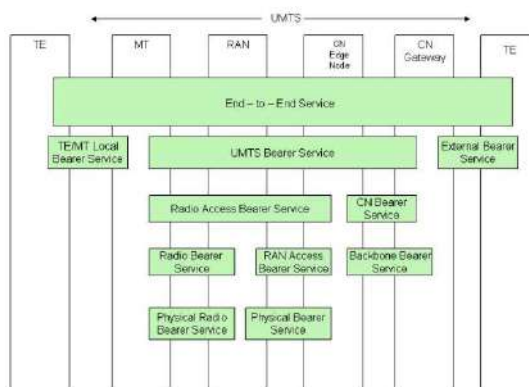 UMTS
TE
MT
RAN
CN
Edge
Node
CN
Gateway
TE
End – to – End Service
TE/MT Local
Bearer Service
UMTS Bearer Service
External Bearer
Service
Radio Access Bearer Service
CN Bearer
Service
Radio Bearer
Service
RAN Access
Bearer Service
Backbone Bearer
Service
Physical Radio
Bearer Service
Physical Bearer
Service